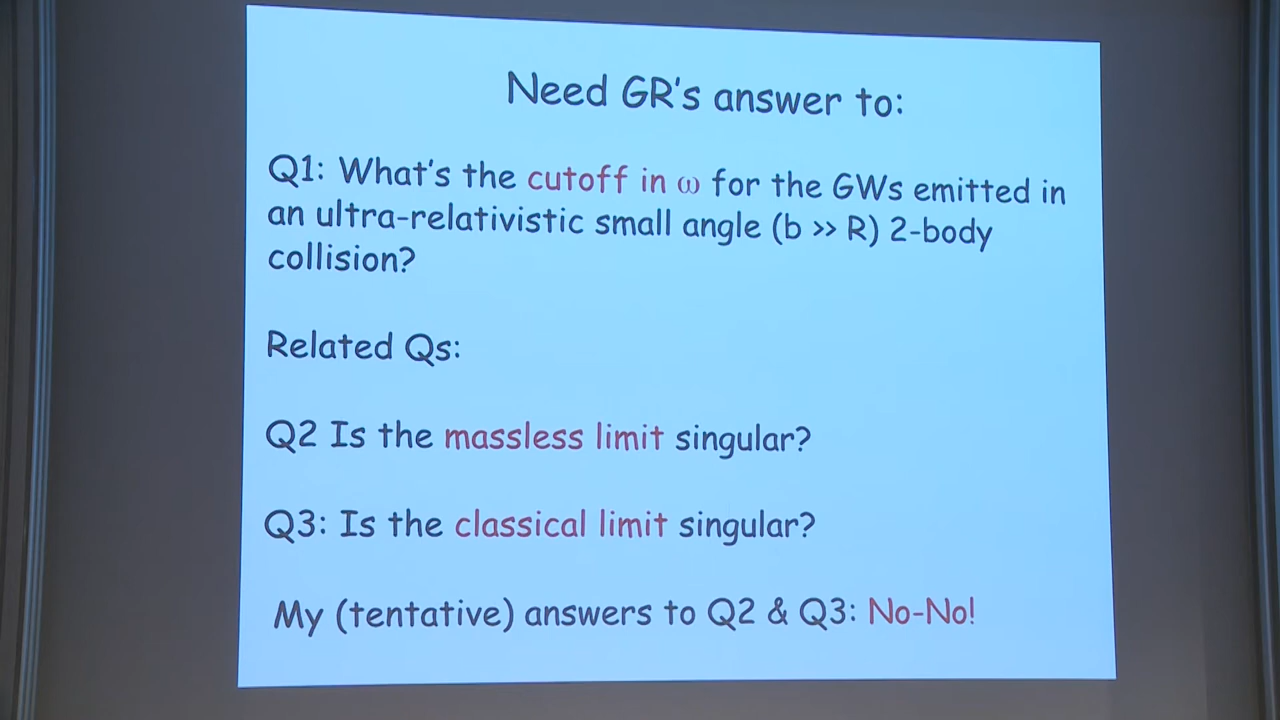 Need GR's answer to:
Q1: What's the cutoff in ω for the GWs emitted in
an ultra-relativistic small angle (b >> R) 2-body
collision?
Related Qs:
Q2 Is the massless limit singular?
Q3: Is the classical limit singular?
My (tentative) answers to Q2 & Q3: No-No!